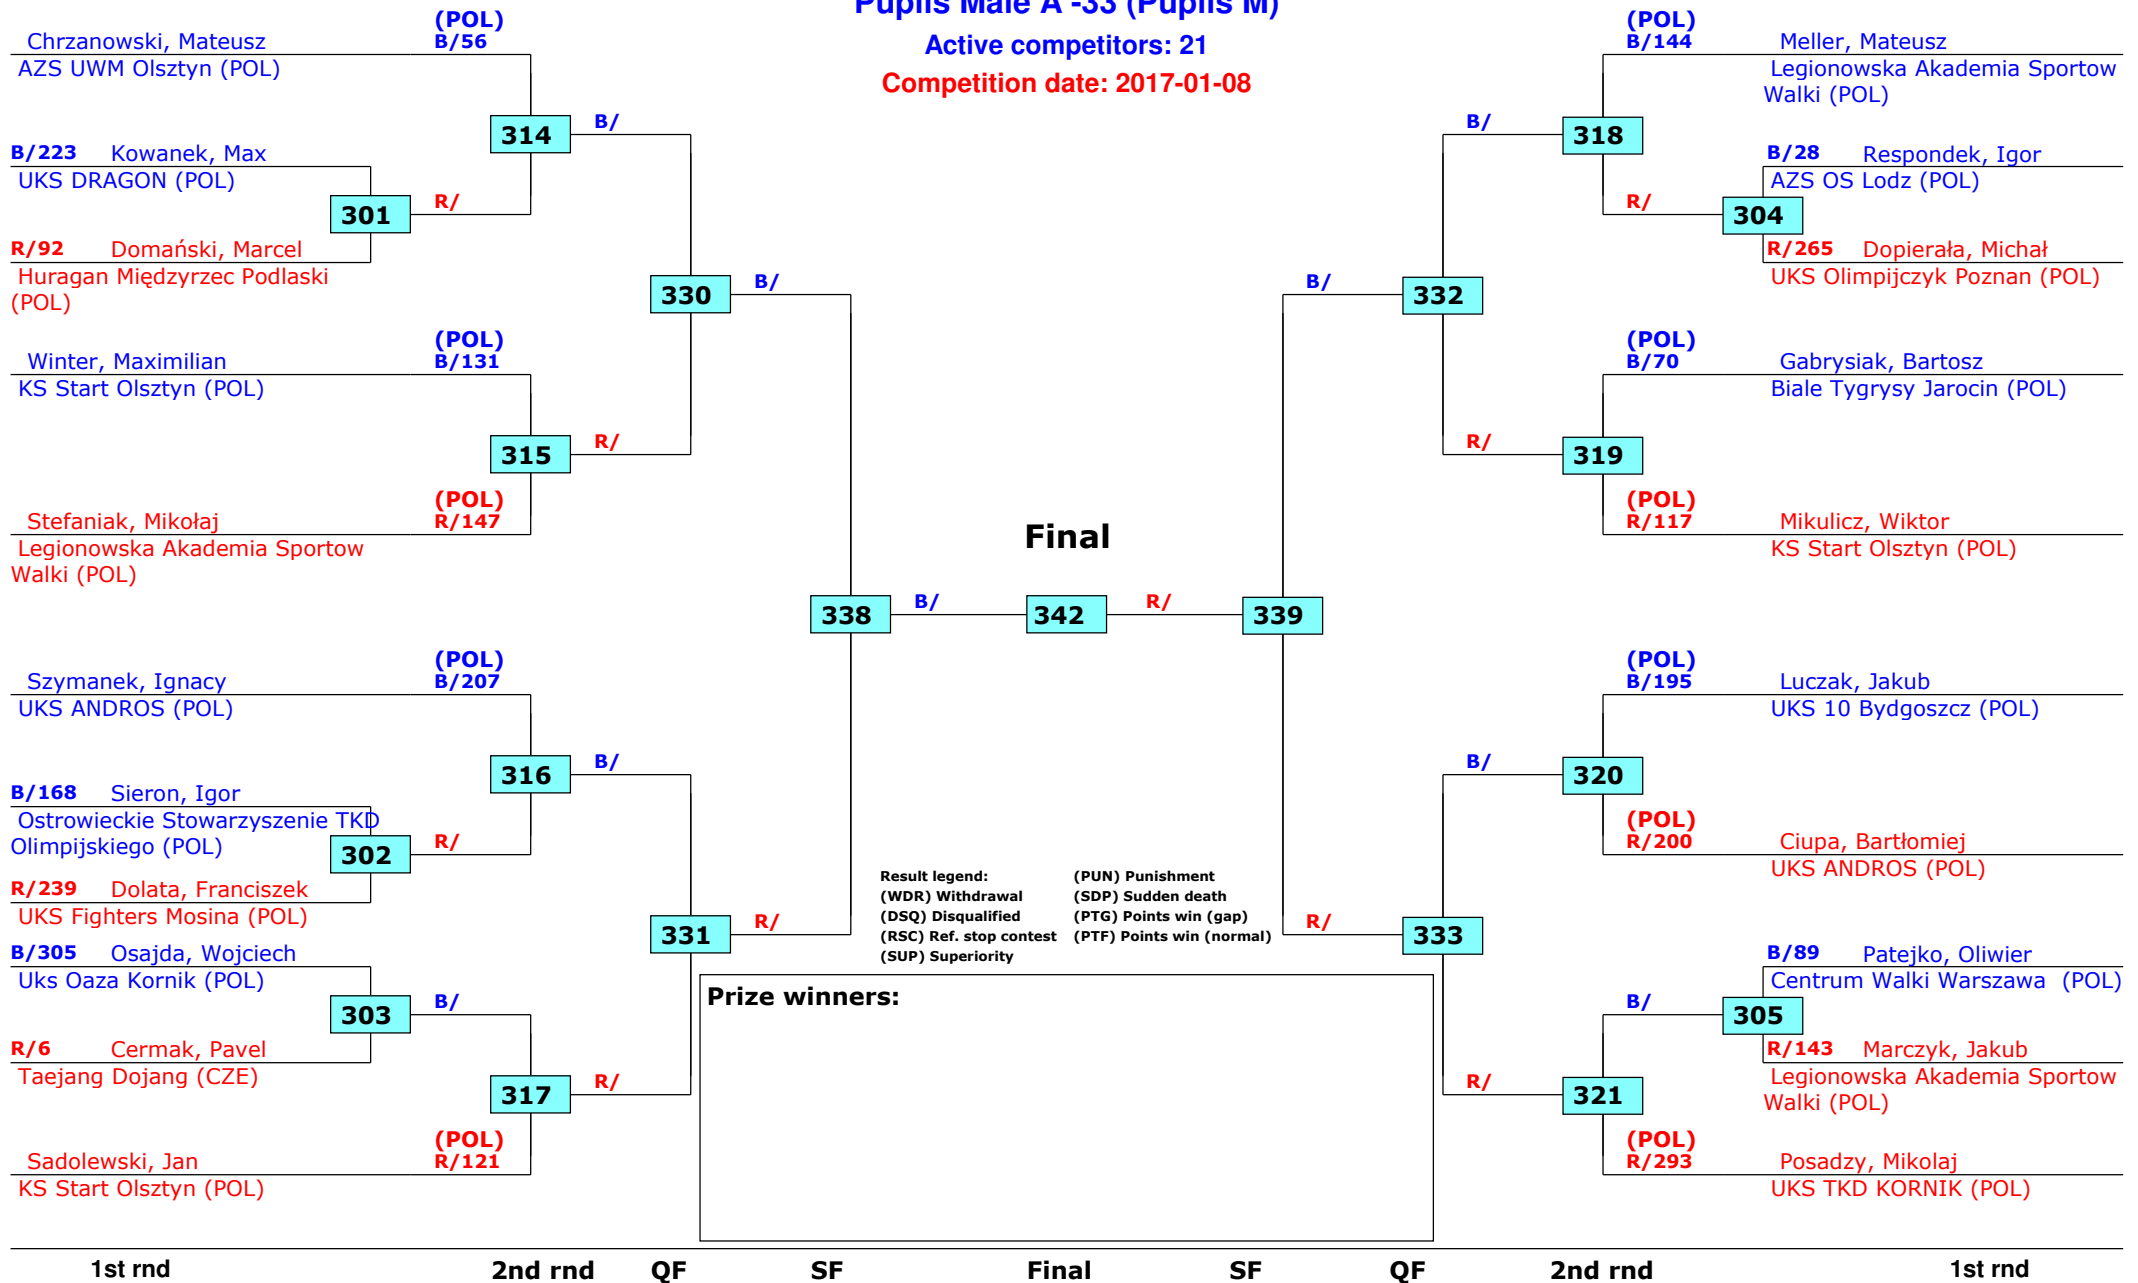 Pupils Male A -33 (Pupils M)
Active competitors: 21
Competition date: 2017-01-08
(POL)
Chrzanowski, Mateusz B/56
AZS UWM Olsztyn (POL)
314
B/
B/223 Kowanek, Max
UKS DRAGON (POL)
301
R/
R/92 Domański, Marcel
Huragan Międzyrzec Podlaski
(POL)
330
B/
(POL)
Winter, Maximilian B/131
KS Start Olsztyn (POL)
315
R/
(POL)
Stefaniak, Mikołaj R/147
Legionowska Akademia Sportow
Walki (POL)
338
B/
(POL)
Szymanek, Ignacy B/207
UKS ANDROS (POL)
316
B/
B/168 Sieron, Igor
Ostrowieckie Stowarzyszenie TKD
Olimpijskiego (POL)
302
R/
R/239 Dolata, Franciszek
UKS Fighters Mosina (POL)
331
R/
B/305 Osajda, Wojciech
Uks Oaza Kornik (POL)
303
B/
R/6 Cermak, Pavel
Taejang Dojang (CZE)
317
R/
(POL)
Sadolewski, Jan R/121
KS Start Olsztyn (POL)
Final
342
R/
339
(POL)
B/144 Meller, Mateusz
Legionowska Akademia Sportow
Walki (POL)
B/
318
B/28 Respondek, Igor
AZS OS Lodz (POL)
R/
304
R/265 Dopierała, Michał
UKS Olimpijczyk Poznan (POL)
B/
332
(POL)
B/70 Gabrysiak, Bartosz
Biale Tygrysy Jarocin (POL)
R/
319
(POL)
R/117 Mikulicz, Wiktor
KS Start Olsztyn (POL)
(POL)
B/195 Luczak, Jakub
UKS 10 Bydgoszcz (POL)
B/
320
(POL)
R/200 Ciupa, Bartłomiej
UKS ANDROS (POL)
R/
333
B/89 Patejko, Oliwier
Centrum Walki Warszawa (POL)
B/
305
R/143 Marczyk, Jakub
Legionowska Akademia Sportow
Walki (POL)
R/
321
(POL)
R/293 Posadzy, Mikolaj
UKS TKD KORNIK (POL)
Result legend: (PUN) Punishment
(WDR) Withdrawal (SDP) Sudden death
(DSQ) Disqualified (PTG) Points win (gap)
(RSC) Ref. stop contest (PTF) Points win (normal)
(SUP) Superiority
Prize winners:
1st rnd 2nd rnd QF SF Final SF QF 2nd rnd 1st rnd